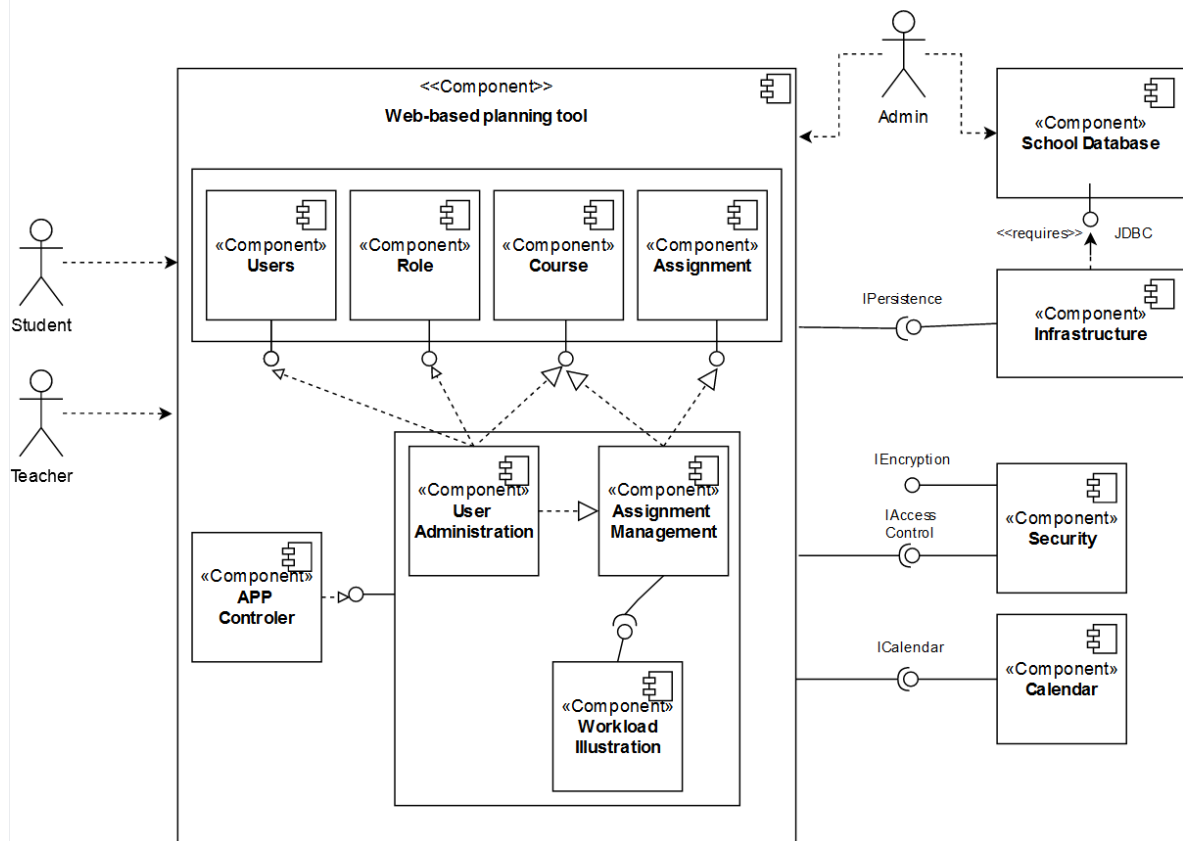 <<Component>>
Web-based planning tool
Admin
«Component»
School Database
«Component»
Users
«Component»
Role
«Component»
Course
«Component»
Assignment
<<requires>>
JDBC
Student
IPersistence
«Component»
Infrastructure
Teacher
«Component»
User
Administration
«Component»
Assignment
Management
IEncryption
IAccess
Control
«Component»
Security
«Component»
APP
Controler
ICalendar
«Component»
Calendar
«Component»
Workload
Illustration